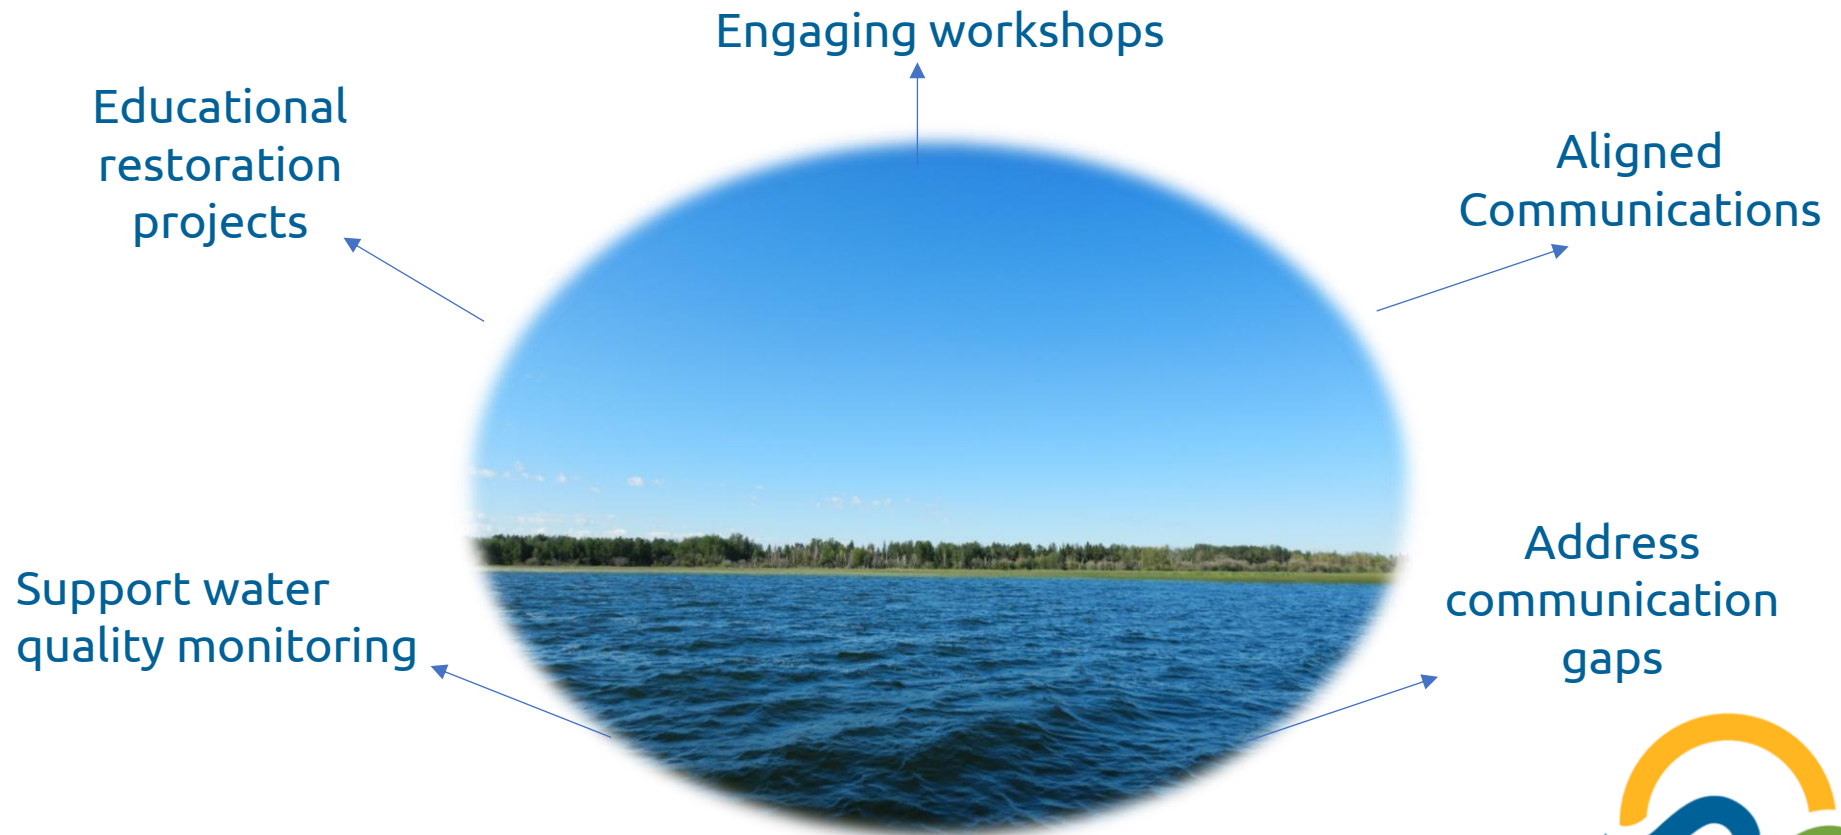 Engaging workshops
Educational
restoration
projects
Aligned
Communications
Support water
quality monitoring
Address
communication
gaps